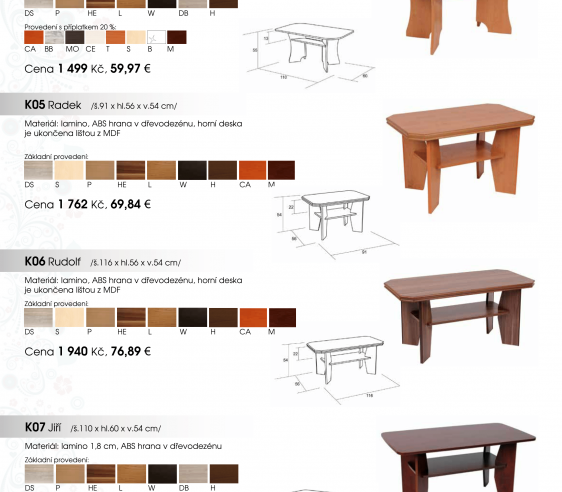 DS P HE L W DB H
Provedení s příplatkem 20 %:
CA BB MO CE T S B M
Cena 1 499 Kč, 59,97 €
110
60
K05 Radek /š.91 x hl.56 x v.54 cm/
Materiál: lamino, ABS hrana v dřevodezénu, horní deska
je ukončena lištou z MDF
Základní provedení:
DS S P HE L W H CA M
Cena 1 762 Kč, 69,84 €
54
22
56
91
K06 Rudolf /š.116 x hl.56 x v.54 cm/
Materiál: lamino, ABS hrana v dřevodezénu, horní deska
je ukončena lištou z MDF
Základní provedení:
DS S P HE L W H CA M
Cena 1 940 Kč, 76,89 €
54
56
116
K07 Jiří /š.110 x hl.60 x v.54 cm/
Materiál: lamino 1,8 cm, ABS hrana v dřevodezénu
Základní provedení:
DS P HE L W DB H